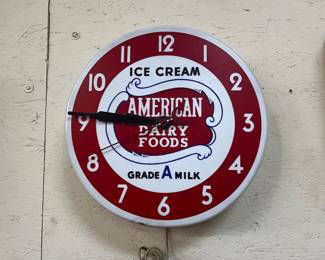 12
11 1
ICE CREAM
10 2
AMERICAN
9 3
DAIRY
FOODS
8 4
GRADE A MILK
7 5
6